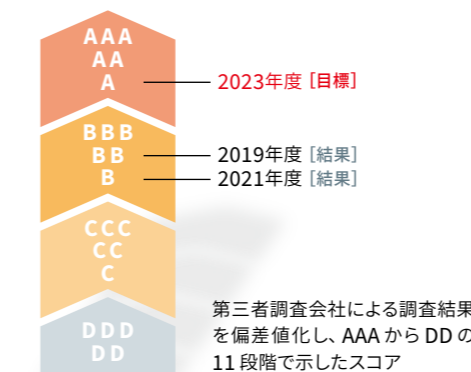 AAA
AA
A
2023年度［目標］
BBB
BB
2019年度［結果］
B
2021年度［結果］
CCC
CC
C
DDD
DD
第三者調査会社による調査結果
を偏差値化し、AAAからDDの
11段階で示したスコア